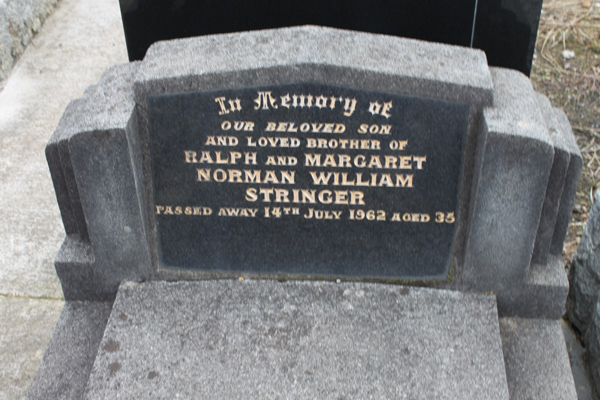 In Memory of
OUR BELOVED SON
AND LOVED BROTHER OF
RALPH AND MARGARET
NORMAN WILLIAM
STRINGER
PASSED AWAY 14TH JULY 1962 AGED 35